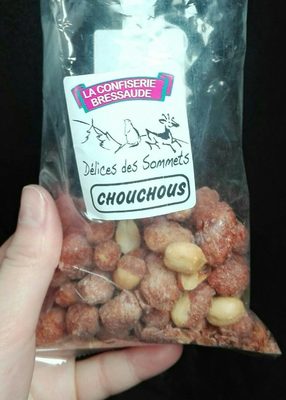 LA CONFISERIE
BRESSAUDE
Délices des Sommets
CHOUCHOUS